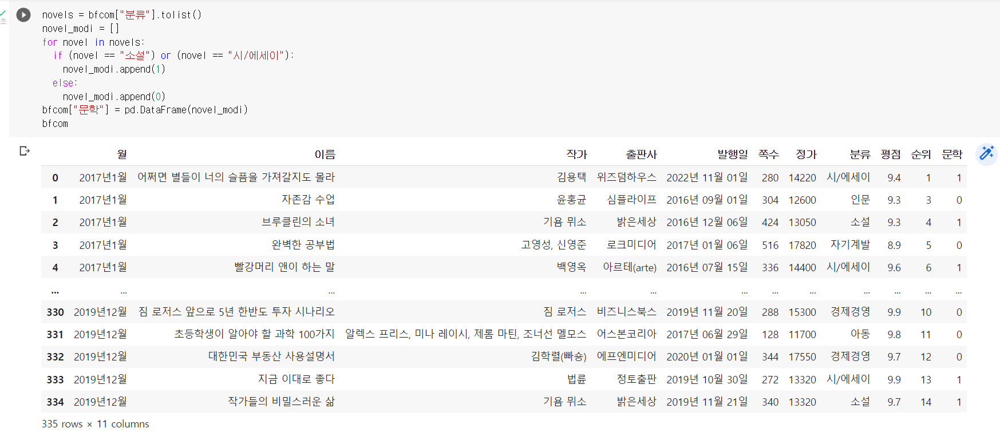 초
novels = bfcom["분류"].tolist()
novel_modi = []
for novel in novels:
  if (novel == "소설") or (novel == "시/에세이"):
    novel_modi.append(1)
  else:
    novel_modi.append(0)
bfcom["문학"] = pd.DataFrame(novel_modi)
bfcom
월 이름 작가 출판사 발행일 쪽수 정가 분류 평점 순위 문학
0 2017년1월 어쩌면 별들이 너의 슬픔을 가져갈지도 몰라 김용택 위즈덤하우스 2022년 11월 01일 280 14220 시/에세이 9.4 1 1
1 2017년1월 자존감 수업 윤홍균 심플라이프 2016년 09월 01일 304 12600 인문 9.3 3 0
2 2017년1월 브루클린의 소녀 기욤 뮈소 밝은세상 2016년 12월 06일 424 13050 소설 9.3 4 1
3 2017년1월 완벽한 공부법 고영성, 신영준 로크미디어 2017년 01월 06일 516 17820 자기계발 8.9 5 0
4 2017년1월 빨강머리 앤이 하는 말 백영옥 아르테(arte) 2016년 07월 15일 336 14400 시/에세이 9.6 6 1
... ... ... ... ... ... ... ... ... ... ... ...
330 2019년12월 짐 로저스 앞으로 5년 한반도 투자 시나리오 짐 로저스 비즈니스북스 2019년 11월 20일 288 15300 경제경영 9.9 10 0
331 2019년12월 초등학생이 알아야 할 과학 100가지 알렉스 프리스, 미나 레이시, 제롬 마틴, 조너선 멜모스 어스본코리아 2017년 06월 29일 128 11700 아동 9.8 11 0
332 2019년12월 대한민국 부동산 사용설명서 김학렬(빠숑) 에프엔미디어 2020년 01월 01일 344 17550 경제경영 9.7 12 0
333 2019년12월 지금 이대로 좋다 법륜 정토출판 2019년 10월 30일 272 13320 시/에세이 9.9 13 1
334 2019년12월 작가들의 비밀스러운 삶 기욤 뮈소 밝은세상 2019년 11월 21일 340 13320 소설 9.7 14 1
335 rows × 11 columns